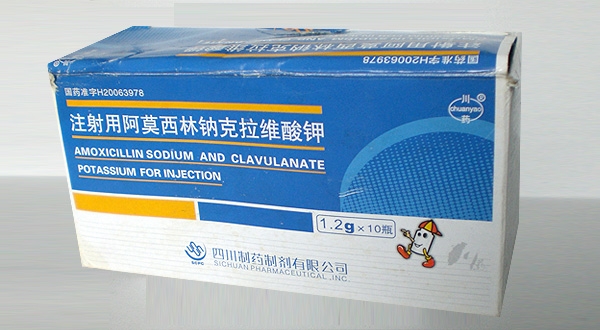 国药准字H20063978
国药准字H20063978
注射用阿莫西林钠克拉维酸钾
AMOXICILLIN SODIUM AND CLAVULANATE
POTASSIUM FOR INJECTION
川
chuanyao
药
®
1.2g×10瓶
SCPC
四川制药制剂有限公司
SICHUAN PHARMACEUTICAL.,INC.